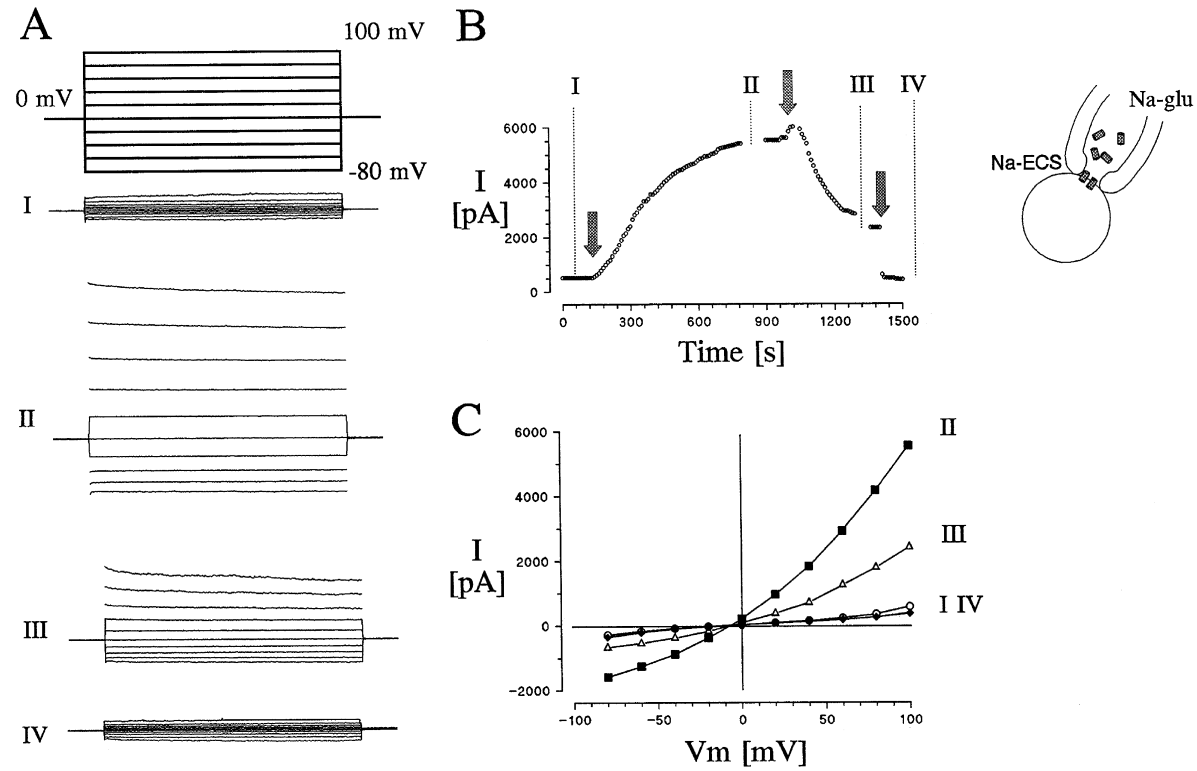 A
100 mV
0 mV
-80 mV
I
II
III
IV
B
I
II
III
IV
6000
4000
2000
0
I
[pA]
0
300
600
900
1200
1500
Time [s]
Na-glu
Na-ECS
C
6000
4000
2000
0
-2000
I
[pA]
II
III
I IV
-100
-50
0
50
100
Vm [mV]